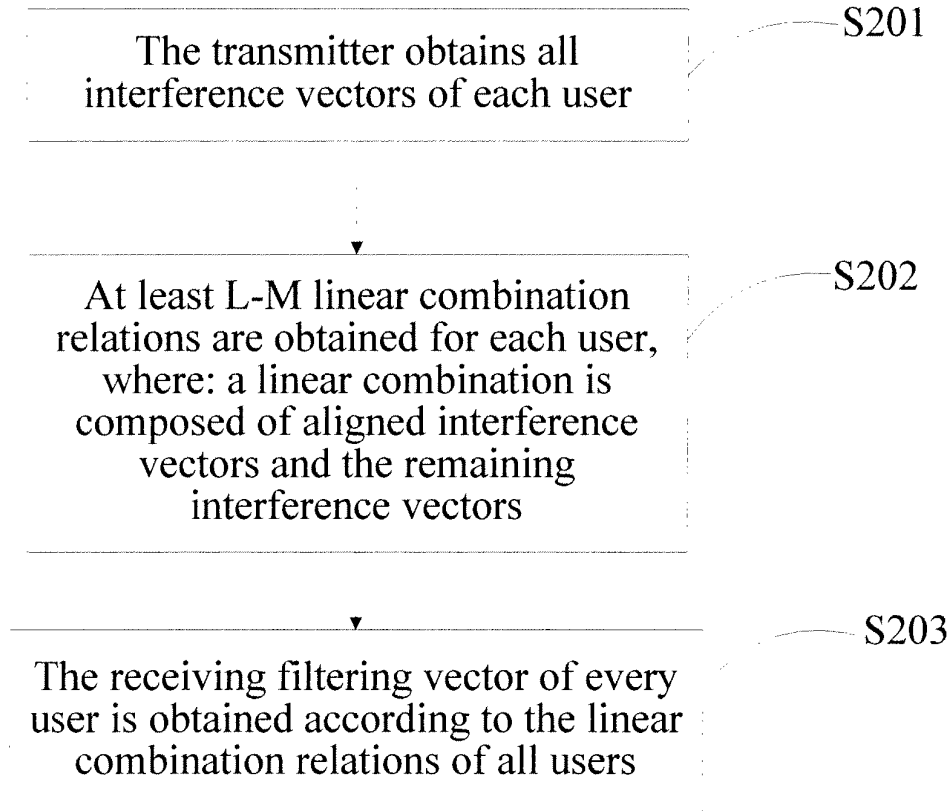 S201
The transmitter obtains all
interference vectors of each user
S202
At least L-M linear combination
relations are obtained for each user,
where: a linear combination is
composed of aligned interference
vectors and the remaining
interference vectors
S203
The receiving filtering vector of every
user is obtained according to the linear
combination relations of all users